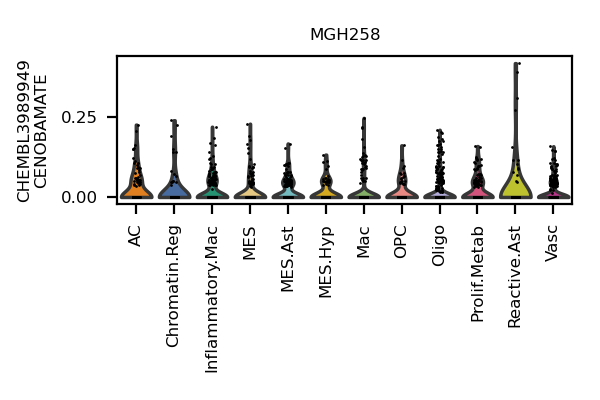 MGH258
CHEMBL3989949
CENOBAMATE
0.25
0.00
AC
Chromatin.Reg
Inflammatory.Mac
MES
MES.Ast
MES.Hyp
Mac
OPC
Oligo
Prolif.Metab
Reactive.Ast
Vasc